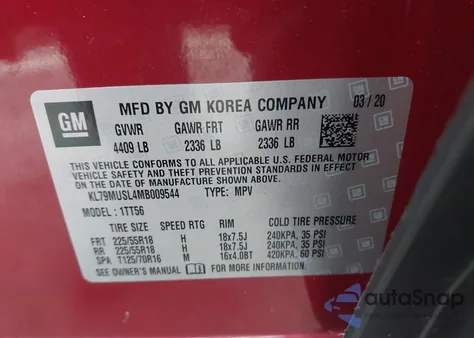 GM
MFD BY GM KOREA COMPANY 03 / 20
GVWR GAWR FRT GAWR RR
4409 LB 2336 LB 2336 LB
THIS VEHICLE CONFORMS TO ALL APPLICABLE U.S. FEDERAL MOTOR
VEHICLE SAFETY AND THEFT PREVENTION STANDARDS IN
EFFECT ON THE DATE OF MANUFACTURE SHOWN ABOVE.
KL79MUSL4MB009544 TYPE: MPV
MODEL : 1TT56
TIRE SIZE SPEED RTG RIM COLD TIRE PRESSURE
FRT 225/55R18 H 18x7.5J 240KPA, 35 PSI
RR 225/55R18 H 18x7.5J 240KPA, 35 PSI
SPA T125/70R16 M 16x4.0BT 420KPA, 60 PSI
SEE OWNER'S MANUAL FOR MORE INFORMATION.
autoSnap